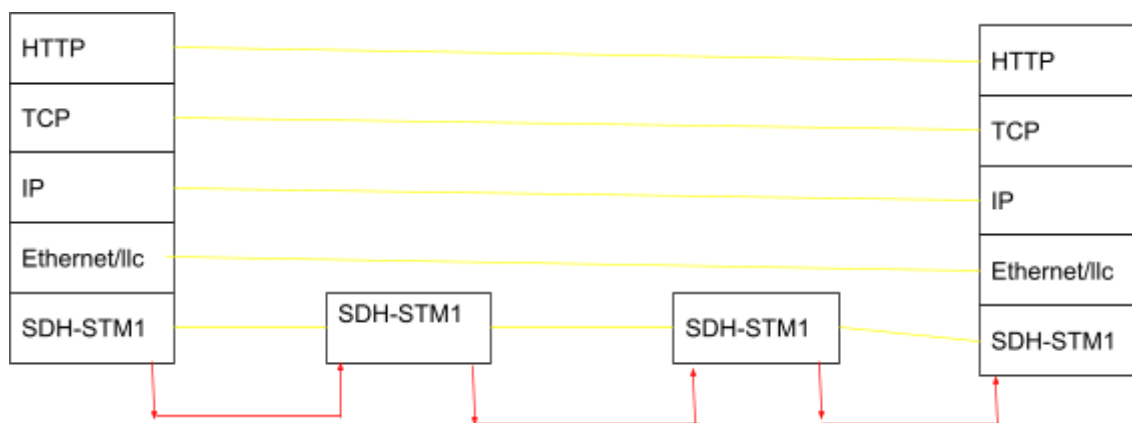 HTTP
TCP
IP
Ethernet/llc
SDH-STM1
SDH-STM1
SDH-STM1
HTTP
TCP
IP
Ethernet/llc
SDH-STM1